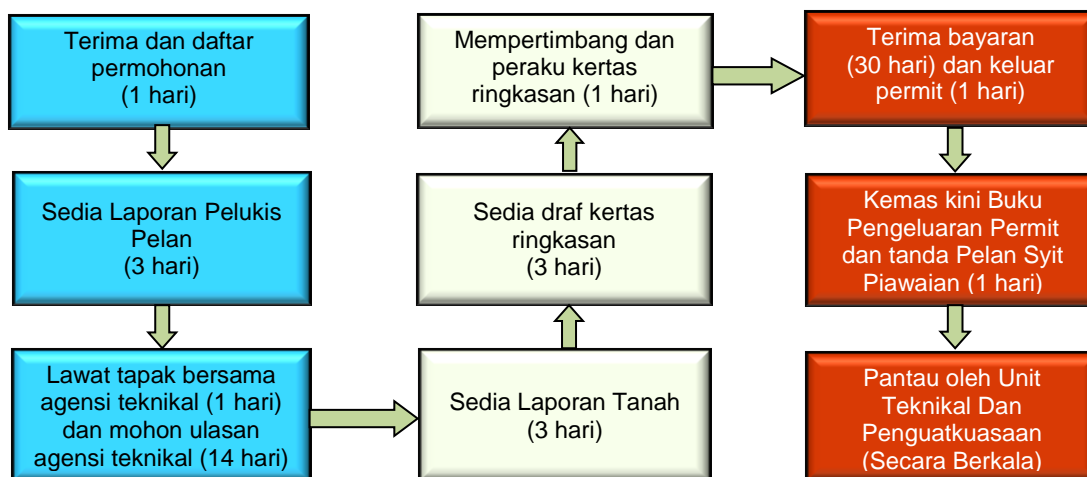 Terima dan daftar
permohonan
(1 hari)
Sedia Laporan Pelukis
Pelan
(3 hari)
Lawat tapak bersama
agensi teknikal (1 hari)
dan mohon ulasan
agensi teknikal (14 hari)
Sedia Laporan Tanah
(3 hari)
Sedia draf kertas
ringkasan
(3 hari)
Mempertimbang dan
peraku kertas
ringkasan (1 hari)
Terima bayaran
(30 hari) dan keluar
permit (1 hari)
Kemas kini Buku
Pengeluaran Permit
dan tanda Pelan Syit
Piawaian (1 hari)
Pantau oleh Unit
Teknikal Dan
Penguatkuasaan
(Secara Berkala)